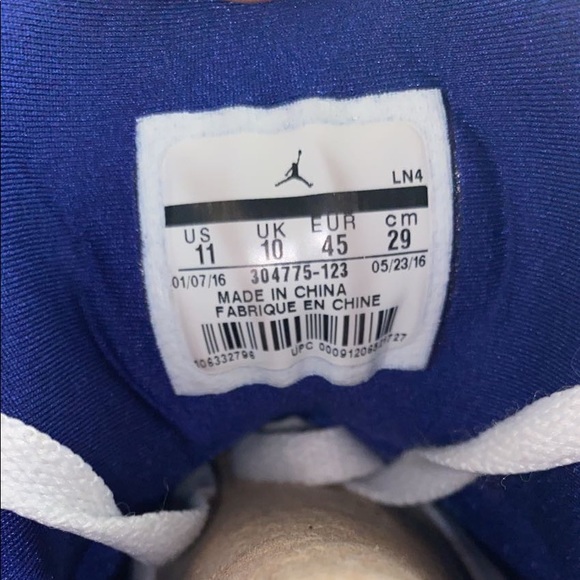 LN4
US UK EUR cm
11 10 45 29
01/07/16 304775-123 05/23/16
MADE IN CHINA
FABRIQUE EN CHINE